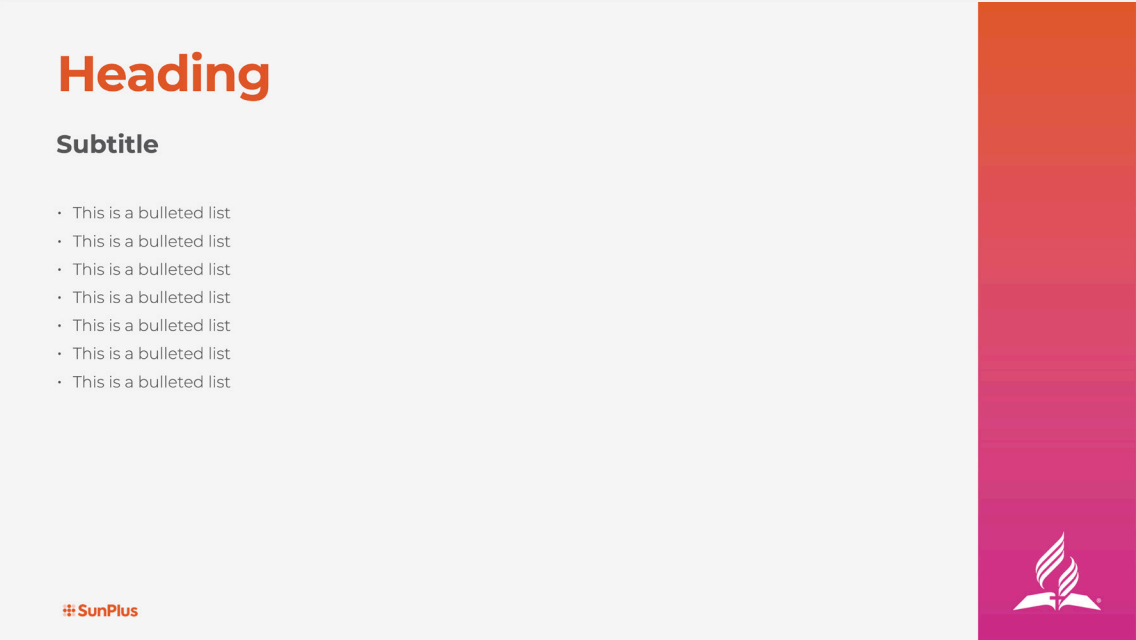 Heading
Subtitle
• This is a bulleted list
• This is a bulleted list
• This is a bulleted list
• This is a bulleted list
• This is a bulleted list
• This is a bulleted list
• This is a bulleted list
SunPlus
®